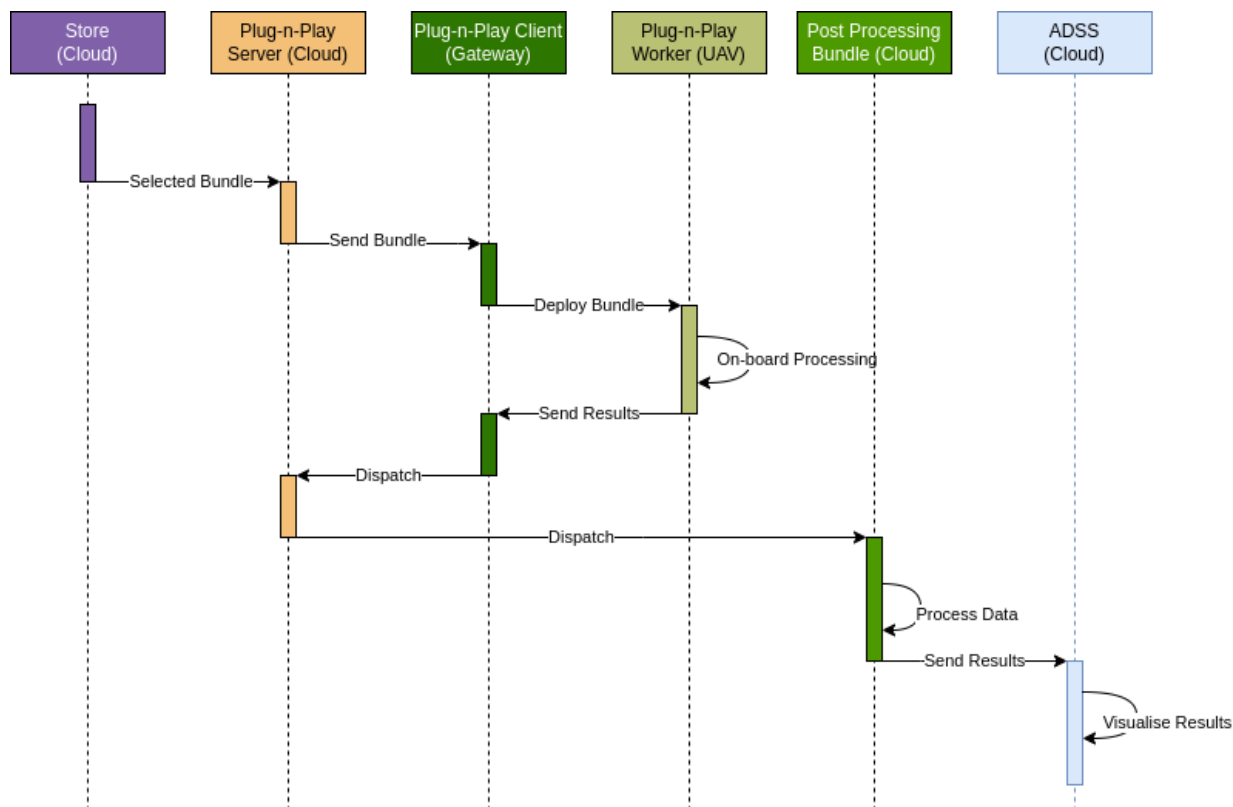 Store
(Cloud)
Plug-n-Play
Server (Cloud)
Plug-n-Play Client
(Gateway)
Plug-n-Play
Worker (UAV)
Post Processing
Bundle (Cloud)
ADSS
(Cloud)
Selected Bundle
Send Bundle
Deploy Bundle
On-board Processing
Send Results
Dispatch
Dispatch
Process Data
Send Results
Visualise Results